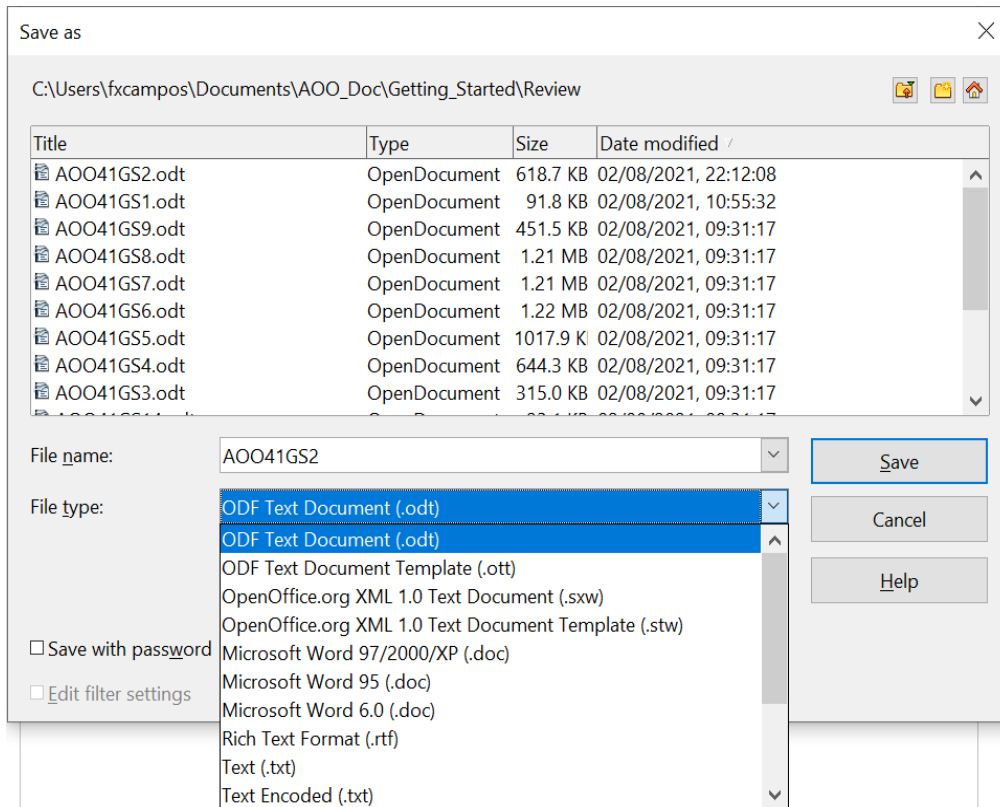 Save as
C:\Users\fxcampos\Documents\AOO_Doc\Getting_Started\Review
Title Type Size Date modified
AOO41GS2.odt OpenDocument 618.7 KB 02/08/2021, 22:12:08
AOO41GS1.odt OpenDocument 91.8 KB 02/08/2021, 10:55:32
AOO41GS9.odt OpenDocument 451.5 KB 02/08/2021, 09:31:17
AOO41GS8.odt OpenDocument 1.21 MB 02/08/2021, 09:31:17
AOO41GS7.odt OpenDocument 1.21 MB 02/08/2021, 09:31:17
AOO41GS6.odt OpenDocument 1.22 MB 02/08/2021, 09:31:17
AOO41GS5.odt OpenDocument 1017.9 K 02/08/2021, 09:31:17
AOO41GS4.odt OpenDocument 644.3 KB 02/08/2021, 09:31:17
AOO41GS3.odt OpenDocument 315.0 KB 02/08/2021, 09:31:17
File name: AOO41GS2 Save
File type: ODF Text Document (.odt) Cancel
ODF Text Document (.odt)
ODF Text Document Template (.ott)
Help
OpenOffice.org XML 1.0 Text Document (.sxw)
OpenOffice.org XML 1.0 Text Document Template (.stw)
Save with password Microsoft Word 97/2000/XP (.doc)
Microsoft Word 95 (.doc)
Edit filter settings
Microsoft Word 6.0 (.doc)
Rich Text Format (.rtf)
Text (.txt)
Text Encoded (.txt)